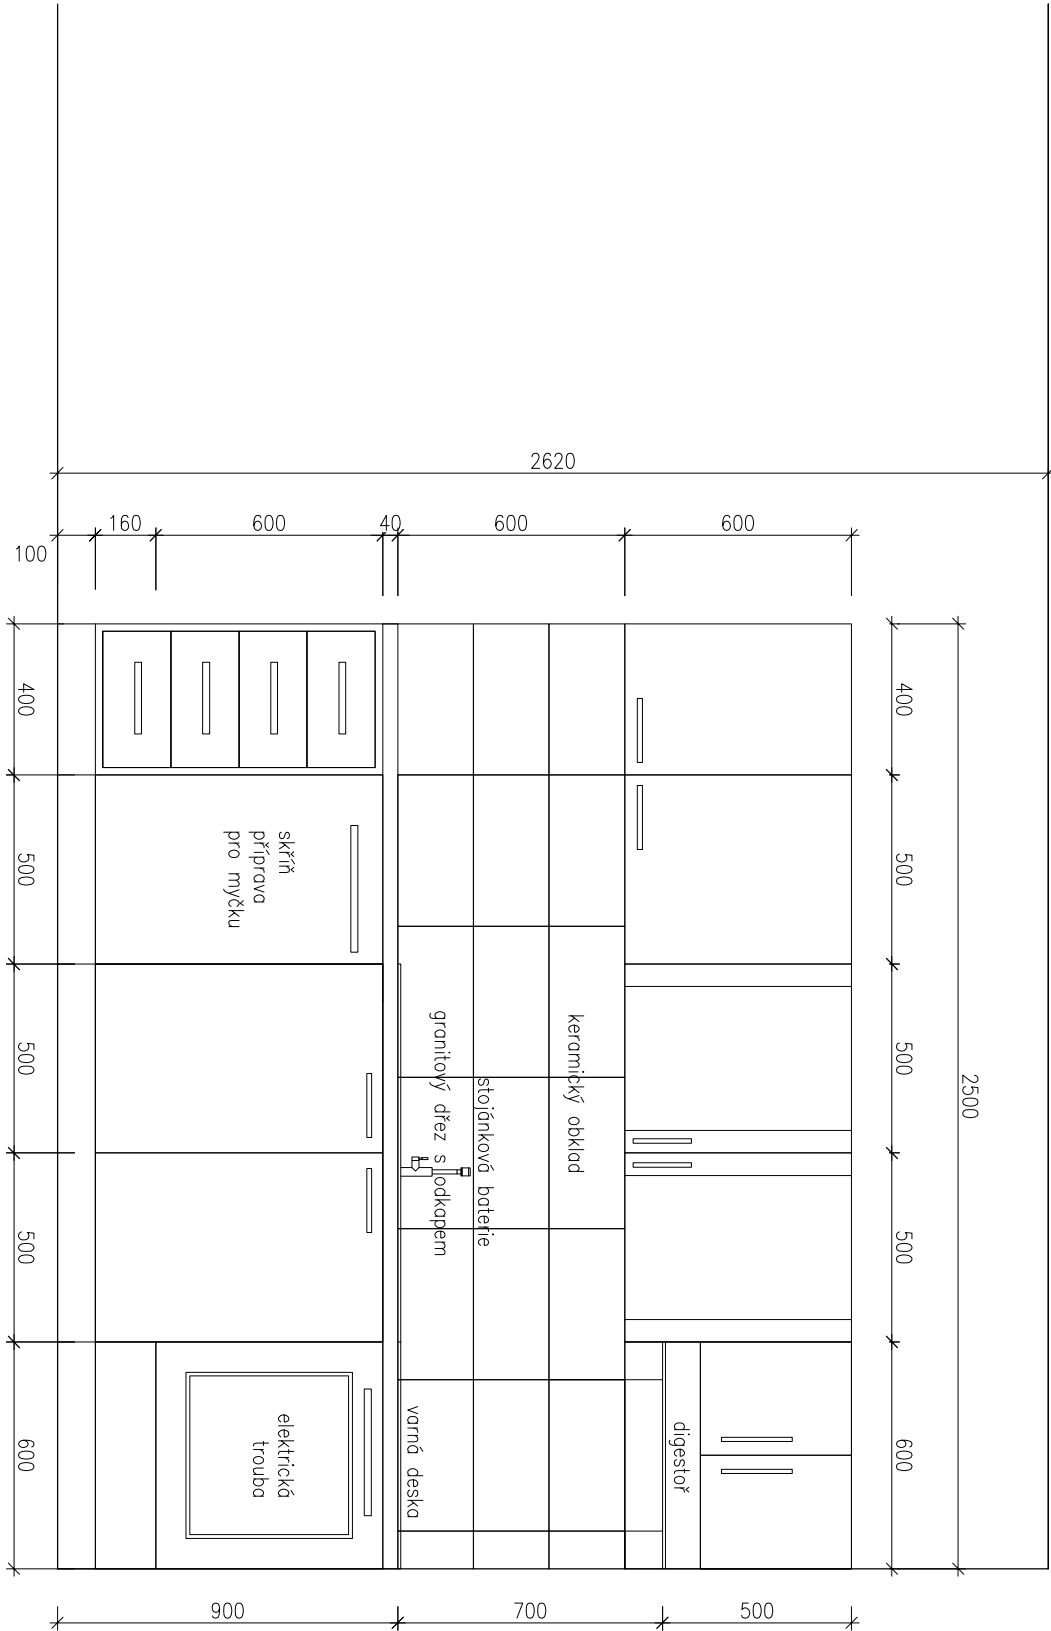 2620
160
600
40
600
600
100
400
500
500
500
600
400
500
500
500
600
2500
skříň
příprava
pro myčku
keramický obklad
stojánková baterie
granitový dřez s odkapem
digestoř
varná deska
elektrická
trouba
900
700
500